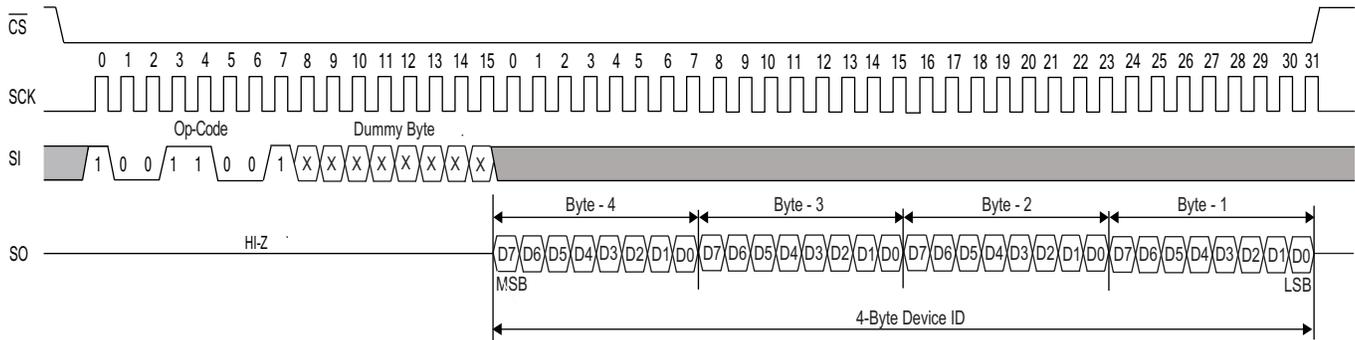 CS
0 1 2 3 4 5 6 7 8 9 10 11 12 13 14 15 0 1 2 3 4 5 6 7 8 9 10 11 12 13 14 15 16 17 18 19 20 21 22 23 24 25 26 27 28 29 30 31
SCK
Op-Code Dummy Byte
SI 1 0 0 1 1 0 0 1 X X X X X X X X
Byte - 4 Byte - 3 Byte - 2 Byte - 1
HI-Z
SO D7 D6 D5 D4 D3 D2 D1 D0 D7 D6 D5 D4 D3 D2 D1 D0 D7 D6 D5 D4 D3 D2 D1 D0 D7 D6 D5 D4 D3 D2 D1 D0
MSB LSB
4-Byte Device ID